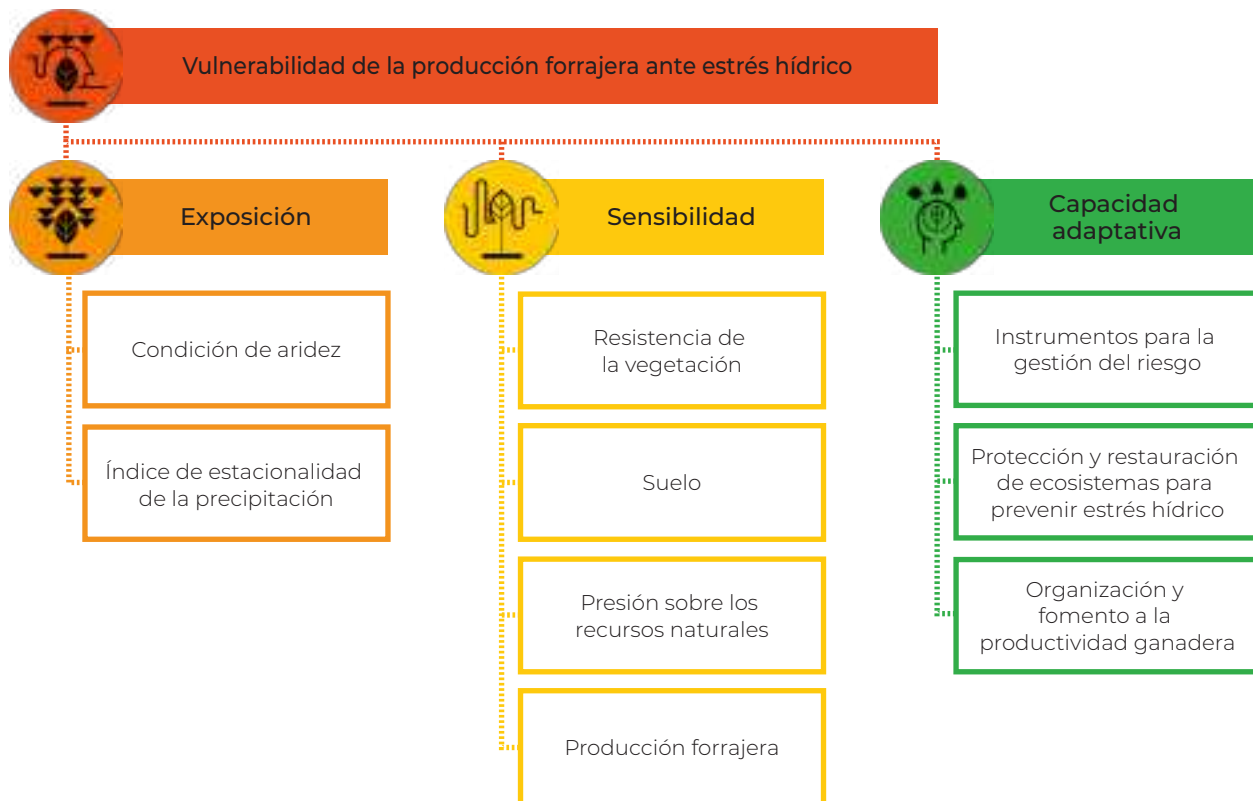 Vulnerabilidad de la producción forrajera ante estrés hídrico
Exposición
Condición de aridez
Índice de estacionalidad
de la precipitación
Sensibilidad
Resistencia de
la vegetación
Suelo
Presión sobre los
recursos naturales
Producción forrajera
Capacidad
adaptativa
Instrumentos para la
gestión del riesgo
Protección y restauración
de ecosistemas para
prevenir estrés hídrico
Organización y
fomento a la
productividad ganadera